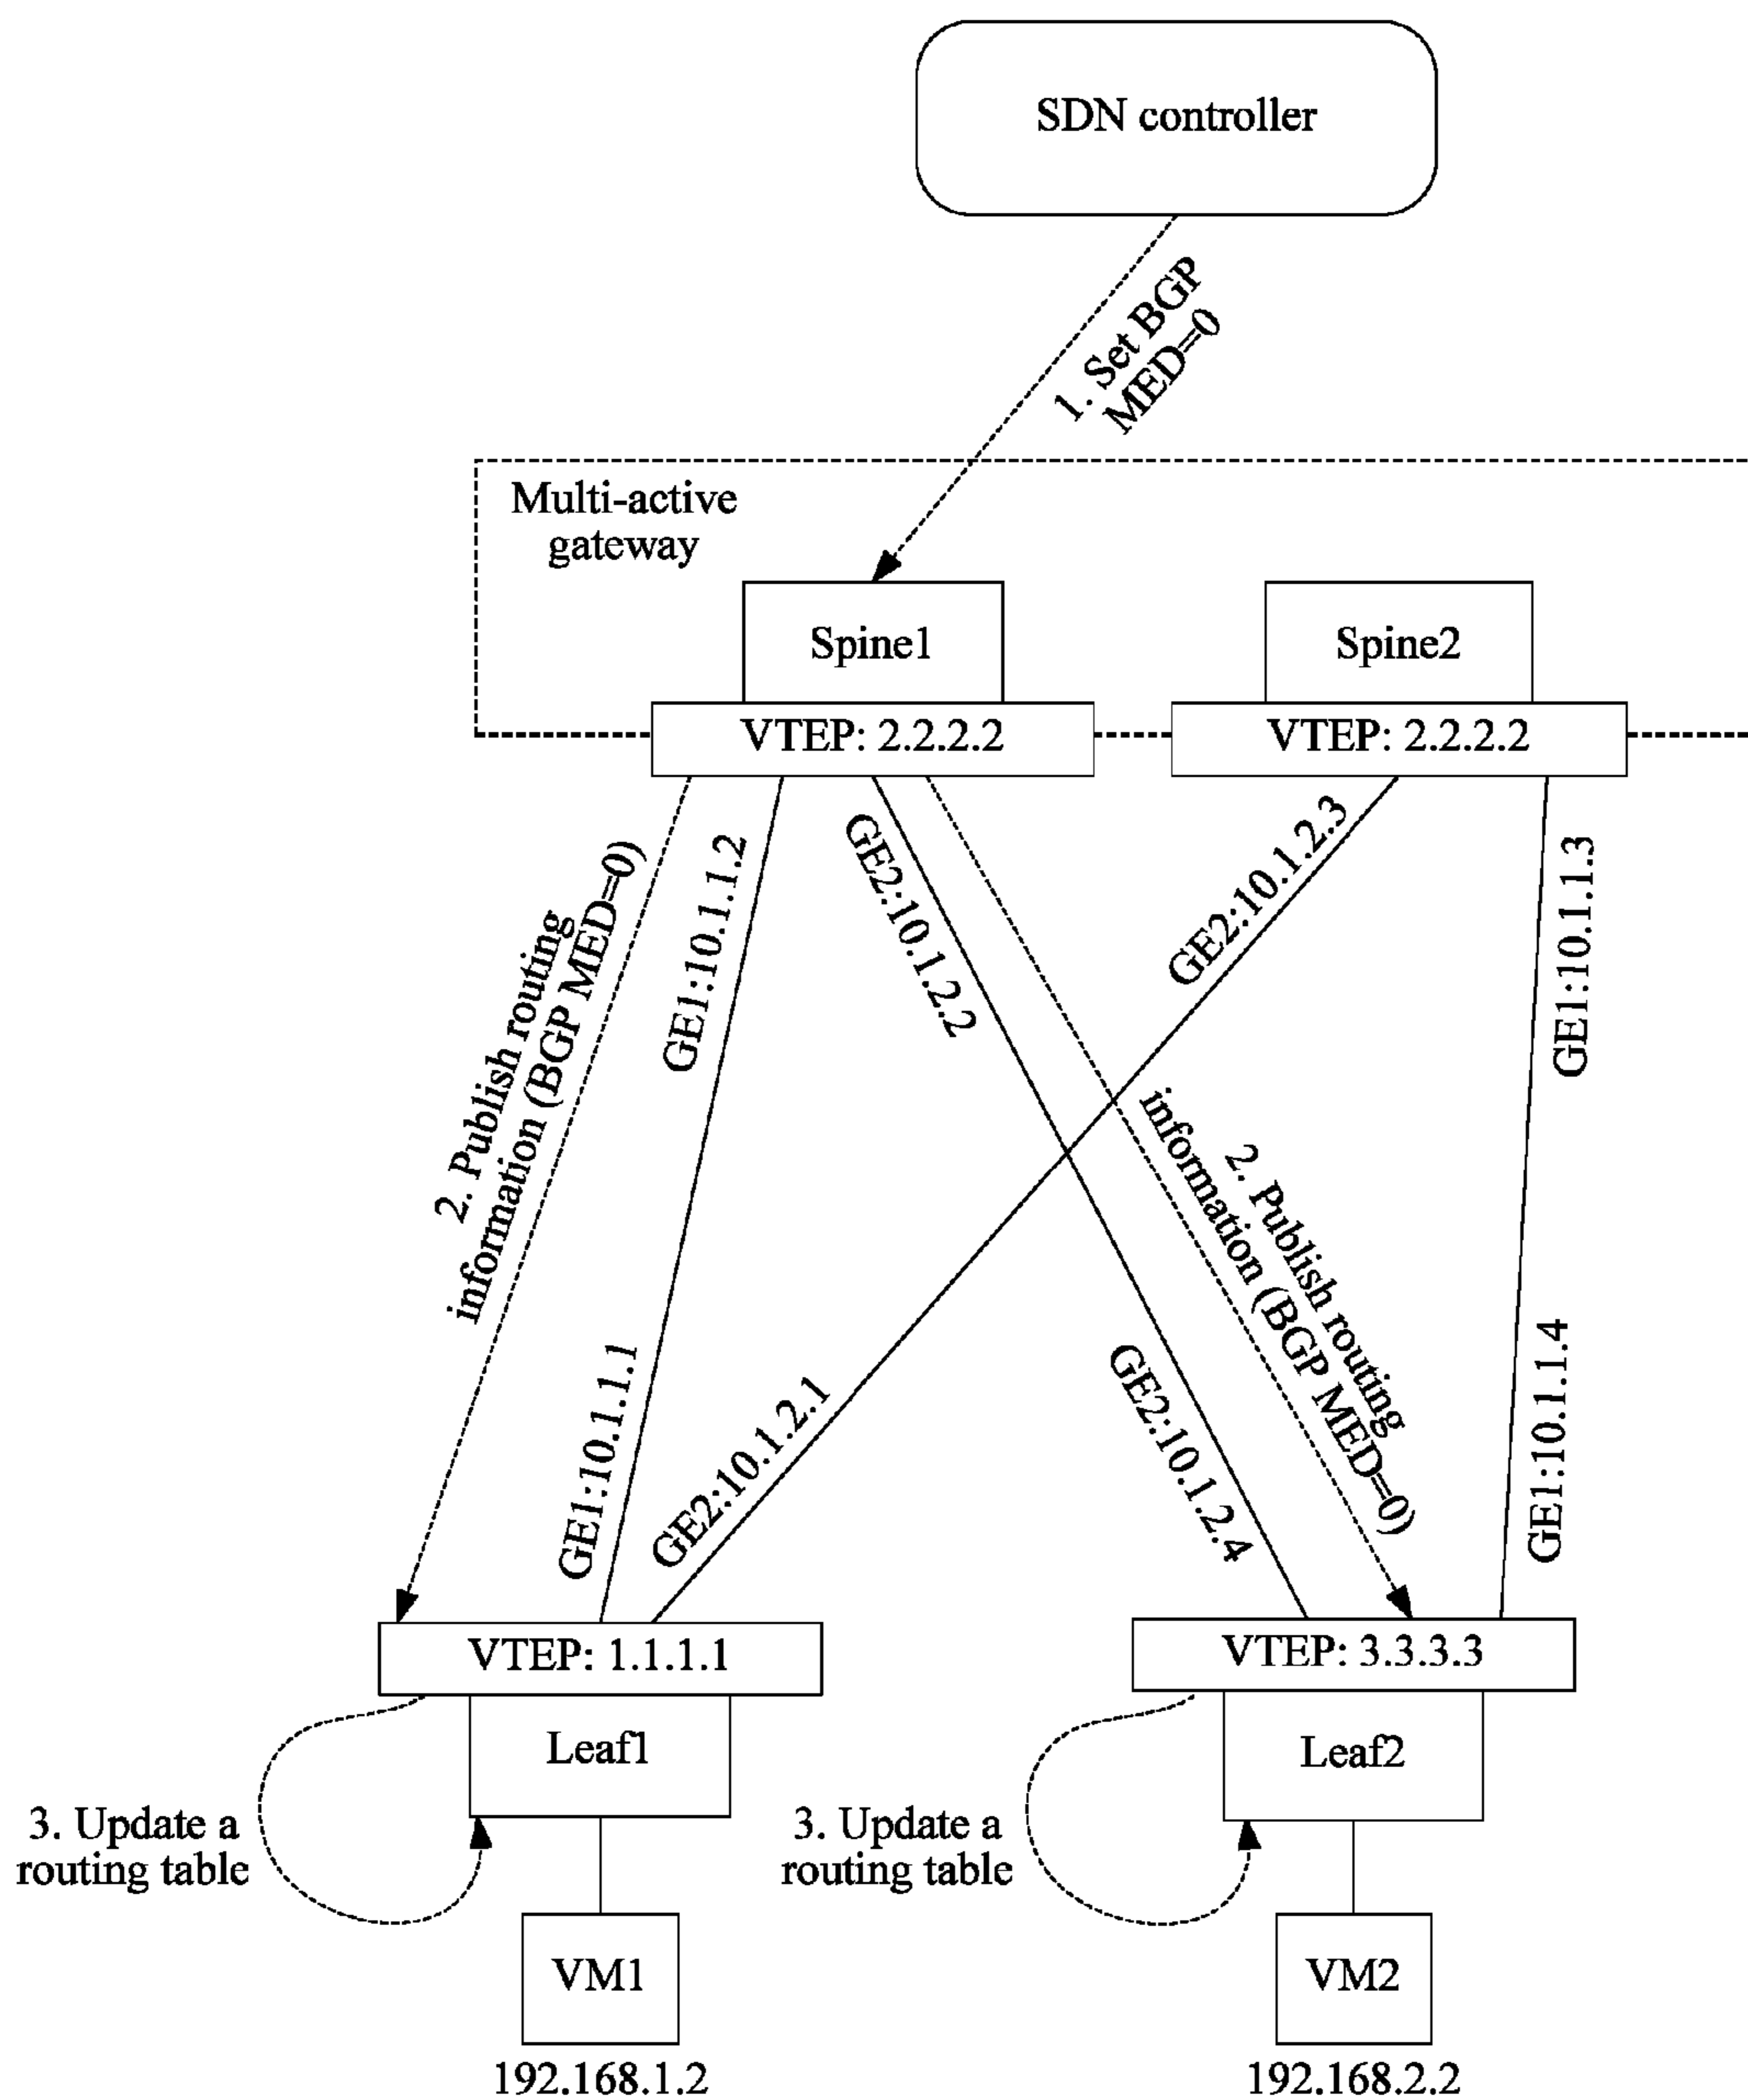 SDN controller
1. Set BGP
MED=0
Multi-active
gateway
Spine1
Spine2
VTEP: 2.2.2.2
VTEP: 2.2.2.2
2. Publish routing
information (BGP MED=0)
GE1:10.1.1.2
GE2:10.1.2.2
GE2:10.1.2.3
GE1:10.1.1.3
2. Publish routing
information (BGP MED=0)
GE1:10.1.1.1
GE2:10.1.2.1
GE2:10.1.2.4
GE1:10.1.1.4
VTEP: 1.1.1.1
VTEP: 3.3.3.3
Leaf1
Leaf2
3. Update a
routing table
3. Update a
routing table
VM1
VM2
192.168.1.2
192.168.2.2